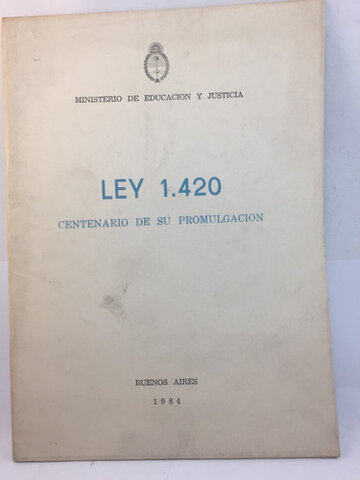 MINISTERIO DE EDUCACION Y JUSTICIA
LEY 1.420
CENTENARIO DE SU PROMULGACION
BUENOS AIRES
1984